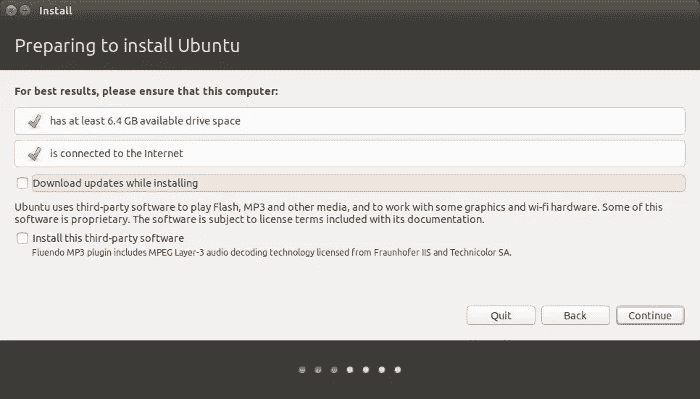 Install
Preparing to install Ubuntu
For best results, please ensure that this computer:
has at least 6.4 GB available drive space
is connected to the Internet
Download updates while installing
Ubuntu uses third-party software to play Flash, MP3 and other media, and to work with some graphics and wi-fi hardware. Some of this
software is proprietary. The software is subject to license terms included with its documentation.
Install this third-party software
Fluendo MP3 plugin includes MPEG Layer-3 audio decoding technology licensed from Fraunhofer IIS and Technicolor SA.
Quit
Back
Continue